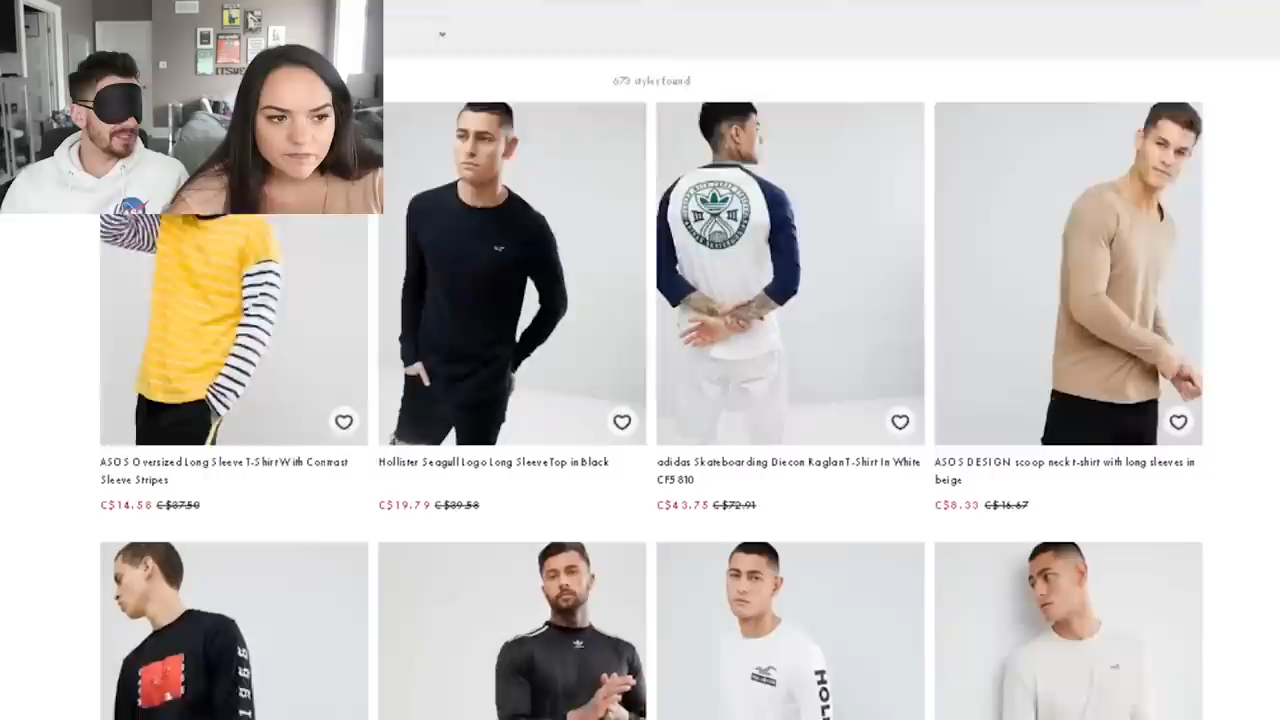 673 styles found
ASOS Oversized Long Sleeve T-Shirt With Contrast
Sleeve Stripes
C$14.58 C$37.50
Hollister Seagull Logo Long Sleeve Top in Black
C$19.79 C$39.58
adidas Skateboarding Diecon Raglan T-Shirt In White
CF5810
C$43.75 C$72.91
ASOS DESIGN scoop neck t-shirt with long sleeves in
beige
C$8.33 C$16.67